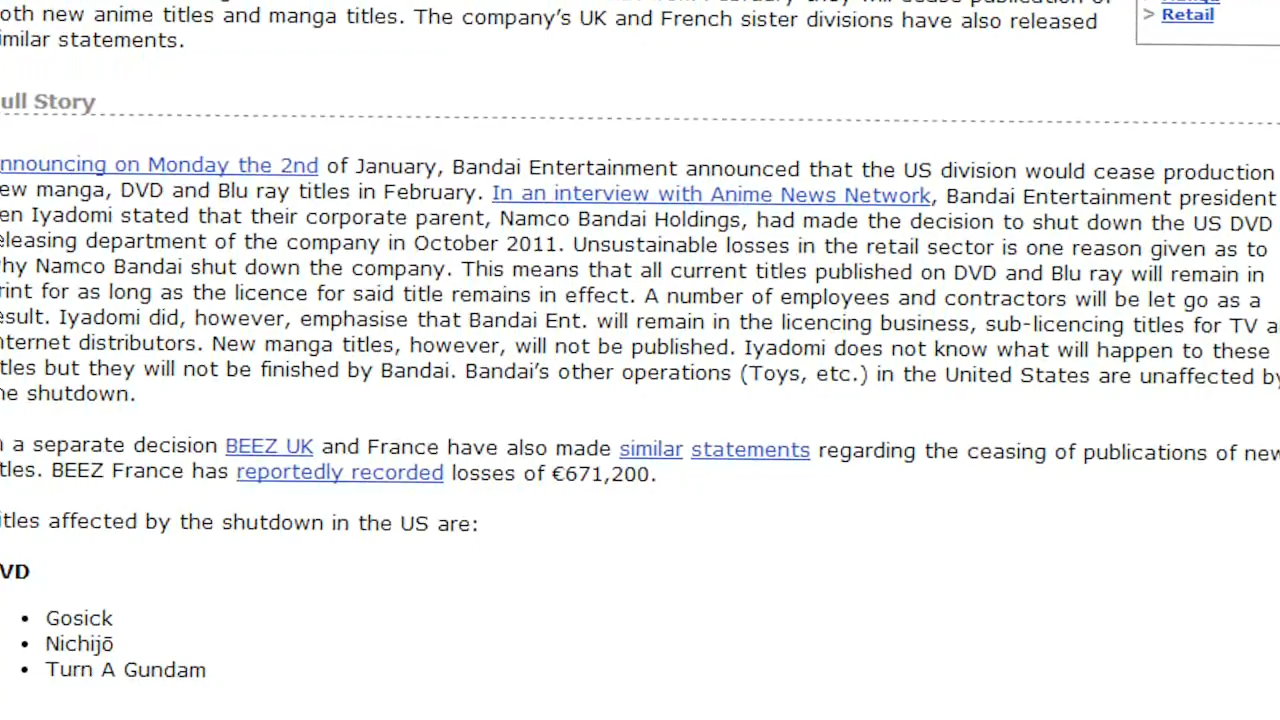 oth new anime titles and manga titles. The company's UK and French sister divisions have also released
imilar statements.
> Retail
ull Story
nnouncing on Monday the 2nd of January, Bandai Entertainment announced that the US division would cease production
ew manga, DVD and Blu ray titles in February. In an interview with Anime News Network, Bandai Entertainment president
en Iyadomi stated that their corporate parent, Namco Bandai Holdings, had made the decision to shut down the US DVD
eleasing department of the company in October 2011. Unsustainable losses in the retail sector is one reason given as to
hy Namco Bandai shut down the company. This means that all current titles published on DVD and Blu ray will remain in
rint for as long as the licence for said title remains in effect. A number of employees and contractors will be let go as a
esult. Iyadomi did, however, emphasise that Bandai Ent. will remain in the licencing business, sub-licencing titles for TV a
nternet distributors. New manga titles, however, will not be published. Iyadomi does not know what will happen to these
tles but they will not be finished by Bandai. Bandai's other operations (Toys, etc.) in the United States are unaffected by
he shutdown.
n a separate decision BEEZ UK and France have also made similar statements regarding the ceasing of publications of new
tles. BEEZ France has reportedly recorded losses of €671,200.
itles affected by the shutdown in the US are:
VD
• Gosick
• Nichijō
• Turn A Gundam